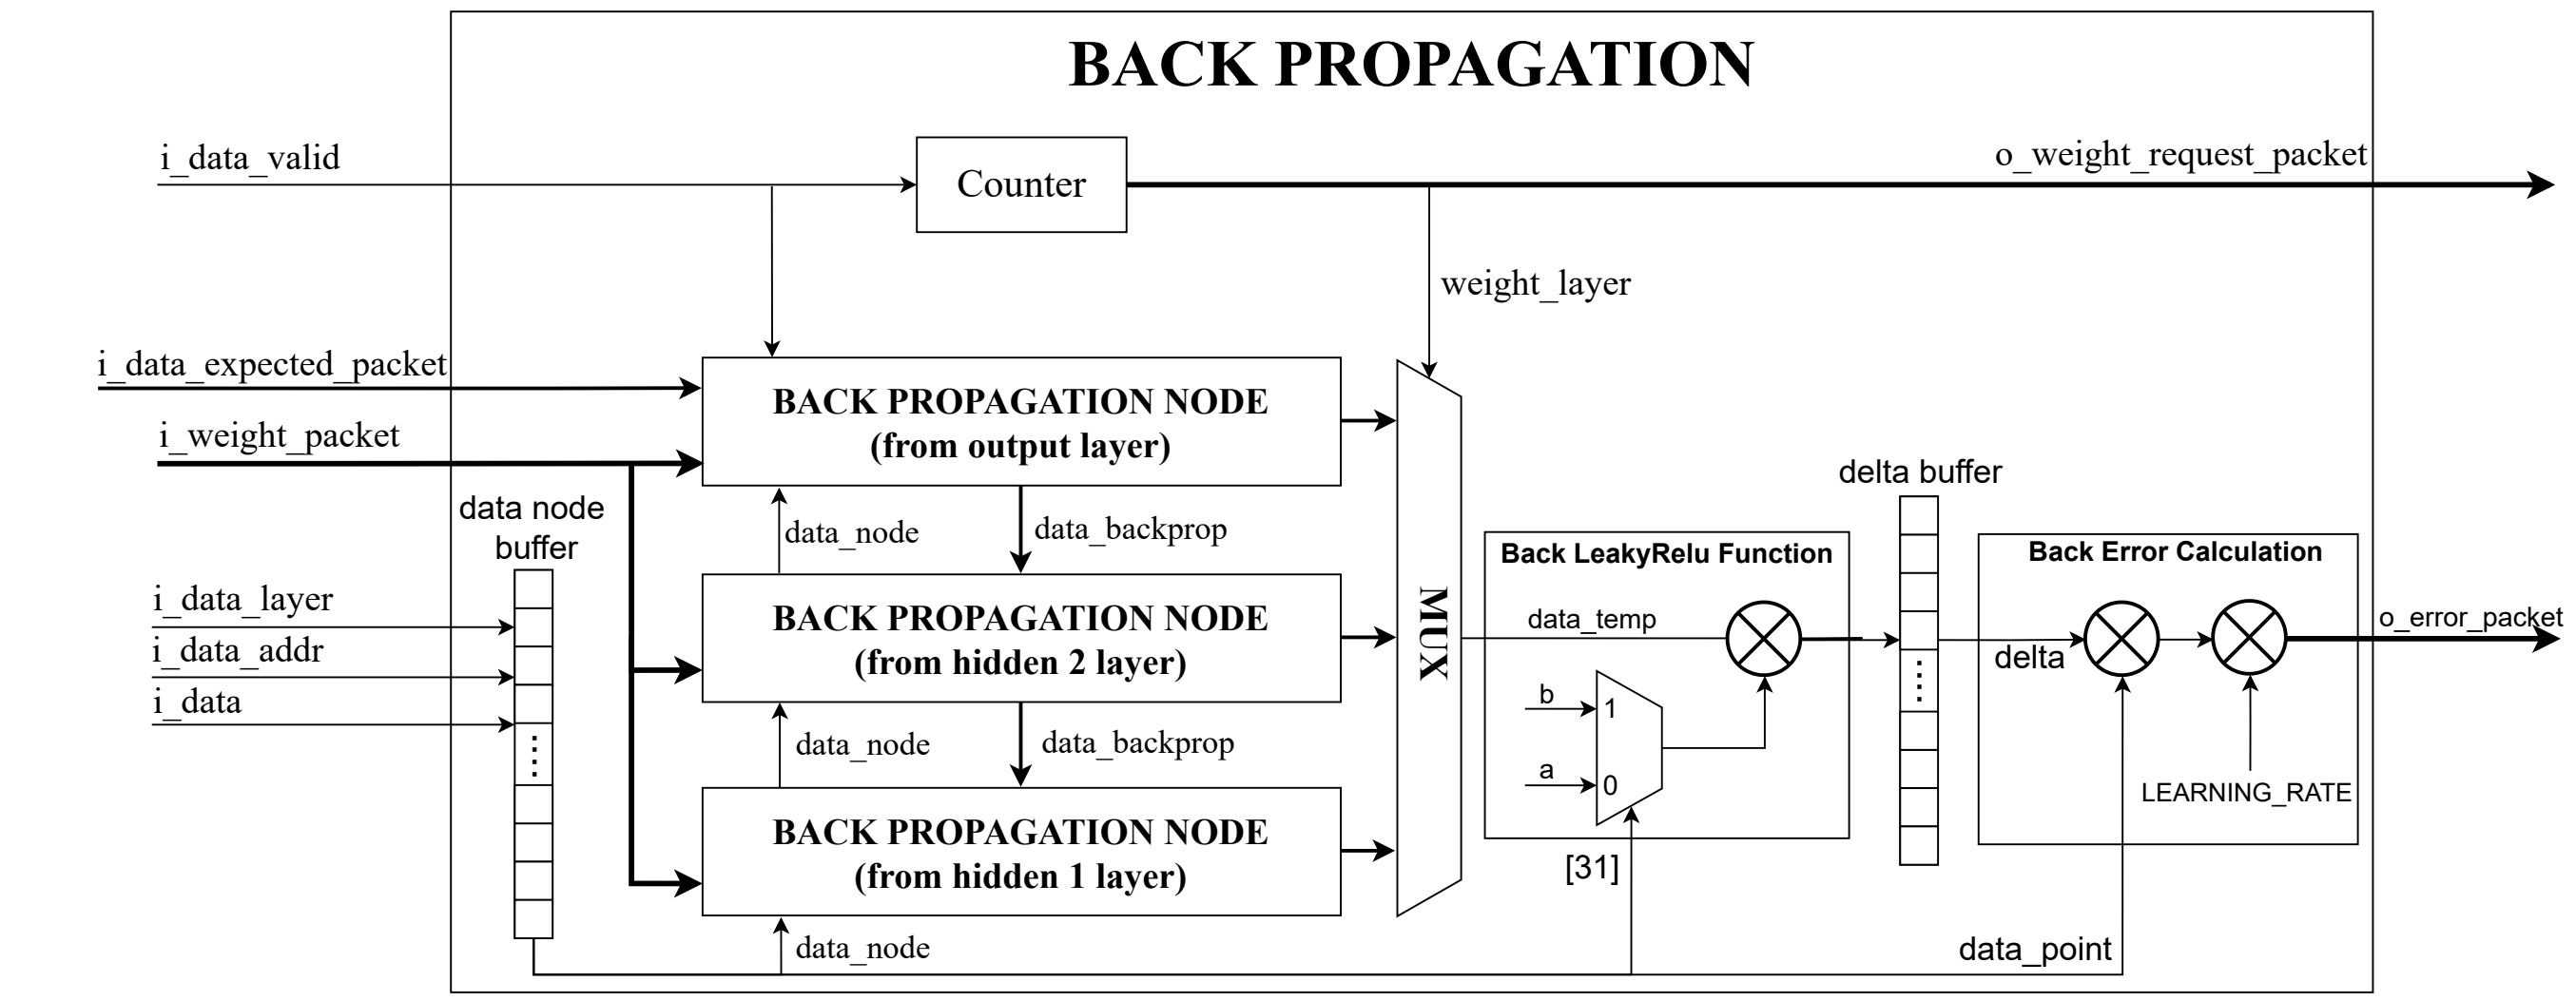 BACK PROPAGATION
i_data_valid
Counter
o_weight_request_packet
weight_layer
i_data_expected_packet
i_weight_packet
BACK PROPAGATION NODE
(from output layer)
data node
buffer
data_node
data_backprop
delta buffer
i_data_layer
i_data_addr
i_data
BACK PROPAGATION NODE
(from hidden 2 layer)
data_node
data_backprop
BACK PROPAGATION NODE
(from hidden 1 layer)
data_node
MUX
Back LeakyRelu Function
data_temp
b
1
a
0
[31]
Back Error Calculation
delta
LEARNING_RATE
data_point
o_error_packet